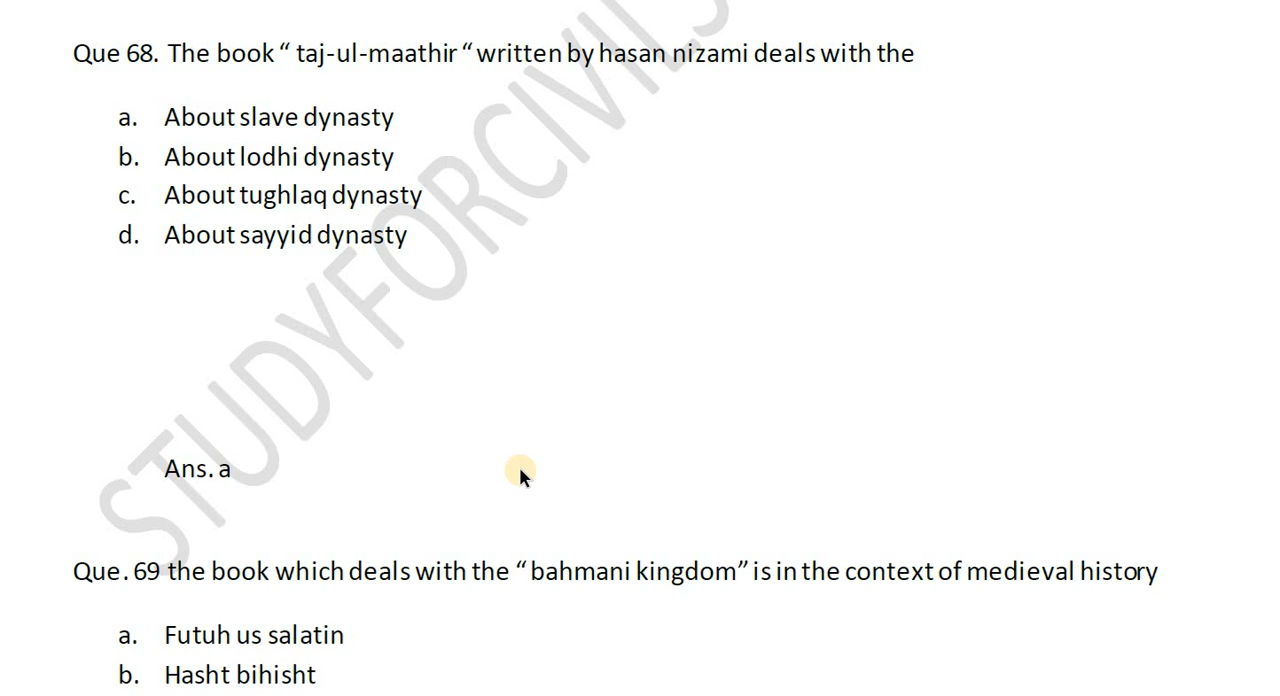 Que 68. The book “ taj-ul-maathir “ written by hasan nizami deals with the
a. About slave dynasty
b. About lodhi dynasty
c. About tughlaq dynasty
d. About sayyid dynasty
STUDYFORCIVILS
Ans. a
Que. 69 the book which deals with the “ bahmani kingdom” is in the context of medieval history
a. Futuh us salatin
b. Hasht bihisht